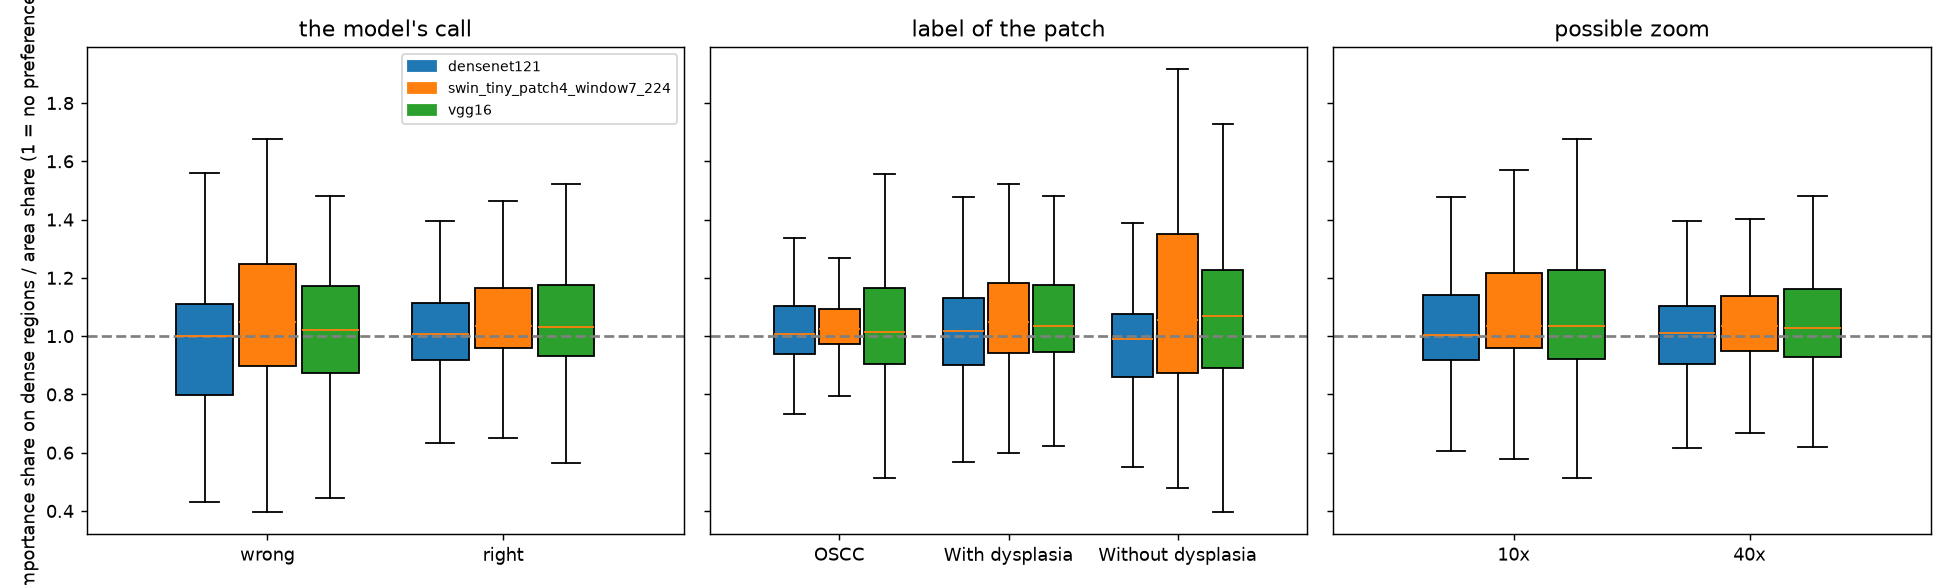 the model's call
label of the patch
possible zoom
importance share on dense regions / area share (1 = no preference
densenet121
swin_tiny_patch4_window7_224
vgg16
1.8
1.6
1.4
1.2
1.0
0.8
0.6
0.4
wrong right
OSCC With dysplasia Without dysplasia
10x 40x